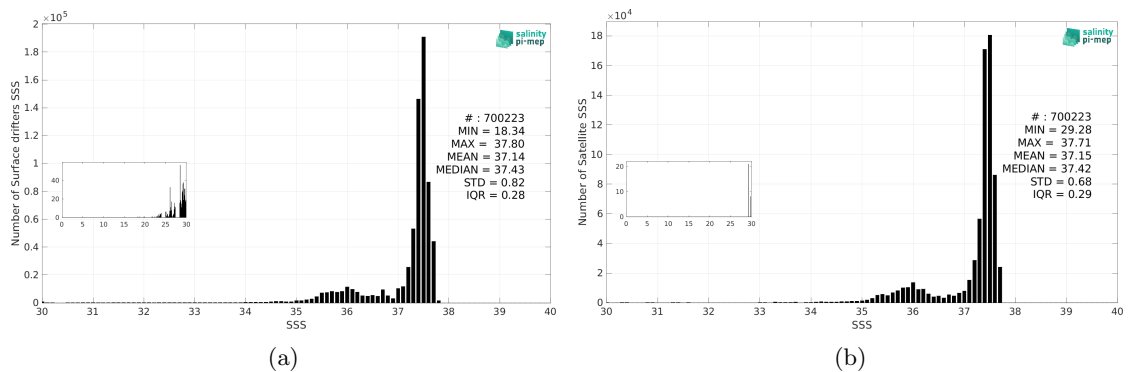 ×10⁵
2
1.8
1.6
1.4
1.2
1
0.8
0.6
0.4
0.2
0
Number of Surface drifters SSS
salinity
pi-mep
# : 700223
MIN = 18.34
MAX = 37.80
MEAN = 37.14
MEDIAN = 37.43
STD = 0.82
IQR = 0.28
40
20
0
0 5 10 15 20 25 30
30 31 32 33 34 35 36 37 38 39 40
SSS
(a)
×10⁴
18
16
14
12
10
8
6
4
2
0
Number of Satellite SSS
salinity
pi-mep
# : 700223
MIN = 29.28
MAX = 37.71
MEAN = 37.15
MEDIAN = 37.42
STD = 0.68
IQR = 0.29
20
10
0
0 5 10 15 20 25 30
30 31 32 33 34 35 36 37 38 39 40
SSS
(b)